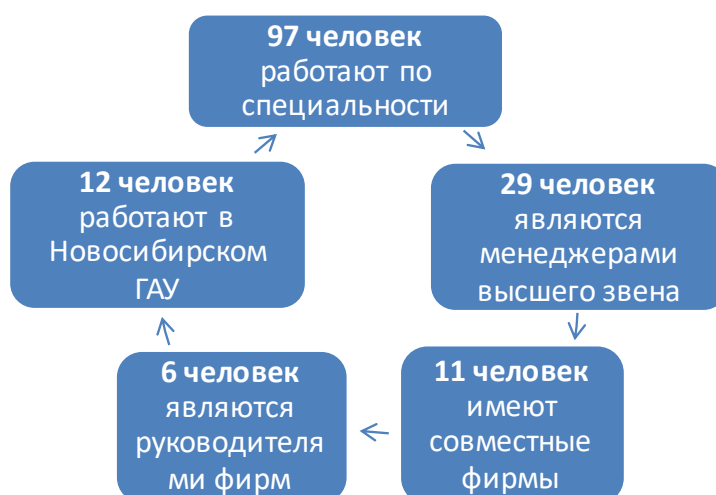 97 человек
работают по
специальности
29 человек
являются
менеджерами
высшего звена
11 человек
имеют
совместные
фирмы
6 человек
являются
руководителя
ми фирм
12 человек
работают в
Новосибирском
ГАУ